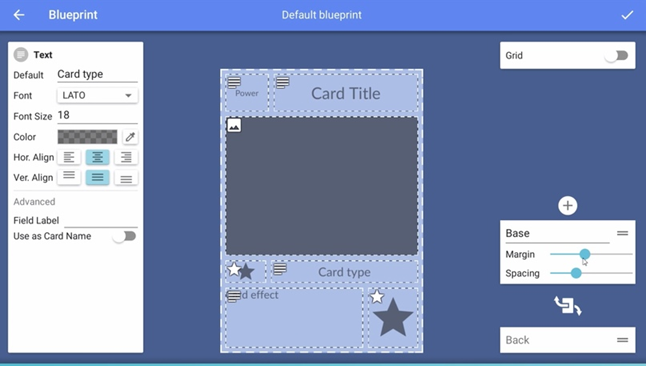 Blueprint
Default blueprint
Text
Default Card type
Font LATO
Font Size 18
Color
Hor. Align
Ver. Align
Advanced
Field Label
Use as Card Name
Power
Card Title
Card type
effect
Grid
Base
Margin
Spacing
Back